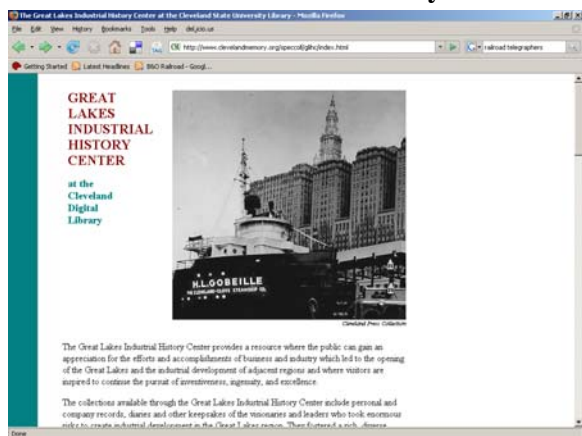 The Great Lakes Industrial History Center at the Cleveland State University Library - Mozilla Firefox
File Edit View History Bookmarks Tools Help del.icio.us
http://www.clevelandmemory.org/speccoll/glihc/index.html
railroad telegraphers
Getting Started Latest Headlines B&O Railroad - Googl...
GREAT
LAKES
INDUSTRIAL
HISTORY
CENTER
at the
Cleveland
Digital
Library
H.L.GOBEILLE
THE CLEVELAND-CLIFFS STEAMSHIP CO.
Cleveland Press Collection
The Great Lakes Industrial History Center provides a resource where the public can gain an
appreciation for the efforts and accomplishments of business and industry which led to the opening
of the Great Lakes and the industrial development of adjacent regions and where visitors are
inspired to continue the pursuit of inventiveness, ingenuity, and excellence.
The collections available through the Great Lakes Industrial History Center include personal and
company records, diaries and other keepsakes of the visionaries and leaders who took enormous
risks to create industrial development in the Great Lakes region. They fostered a rich, diverse
Done